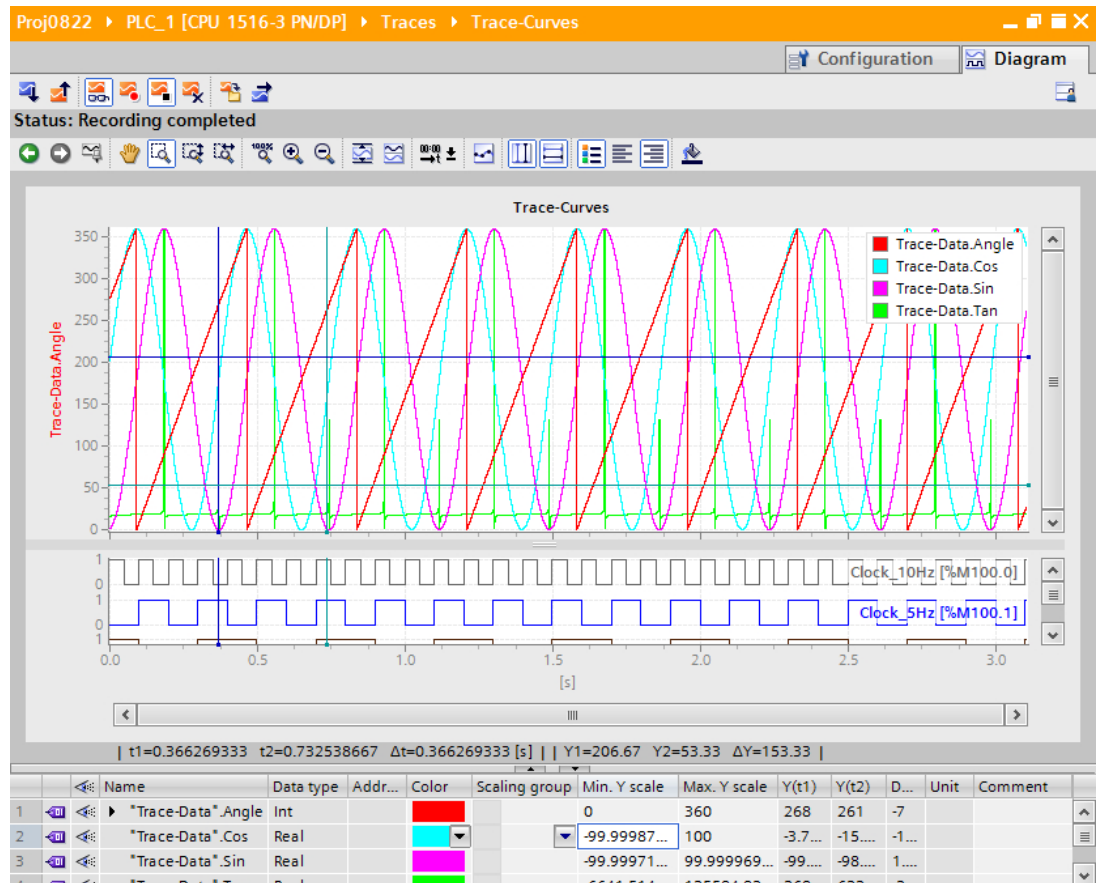 Proj0822 ▸ PLC_1 [CPU 1516-3 PN/DP] ▸ Traces ▸ Trace-Curves
Configuration Diagram
Status: Recording completed
100%
00:00
Trace-Curves
350
300
250
200
150
100
50
0
Trace-Data.Angle
Trace-Data.Angle
Trace-Data.Cos
Trace-Data.Sin
Trace-Data.Tan
1
0
Clock_10Hz [%M100.0]
1
0
Clock_5Hz [%M100.1]
1
0.0 0.5 1.0 1.5 2.0 2.5 3.0
[s]
| t1=0.366269333 t2=0.732538667 Δt=0.366269333 [s] | | Y1=206.67 Y2=53.33 ΔY=153.33 |
Name Data type Addr... Color Scaling group Min. Y scale Max. Y scale Y(t1) Y(t2) D... Unit Comment
1 "Trace-Data".Angle Int 0 360 268 261 -7
2 "Trace-Data".Cos Real -99.99987... 100 -3.7... -15.... -1...
3 "Trace-Data".Sin Real -99.99971... 99.999969... -99.... -98.... 1....